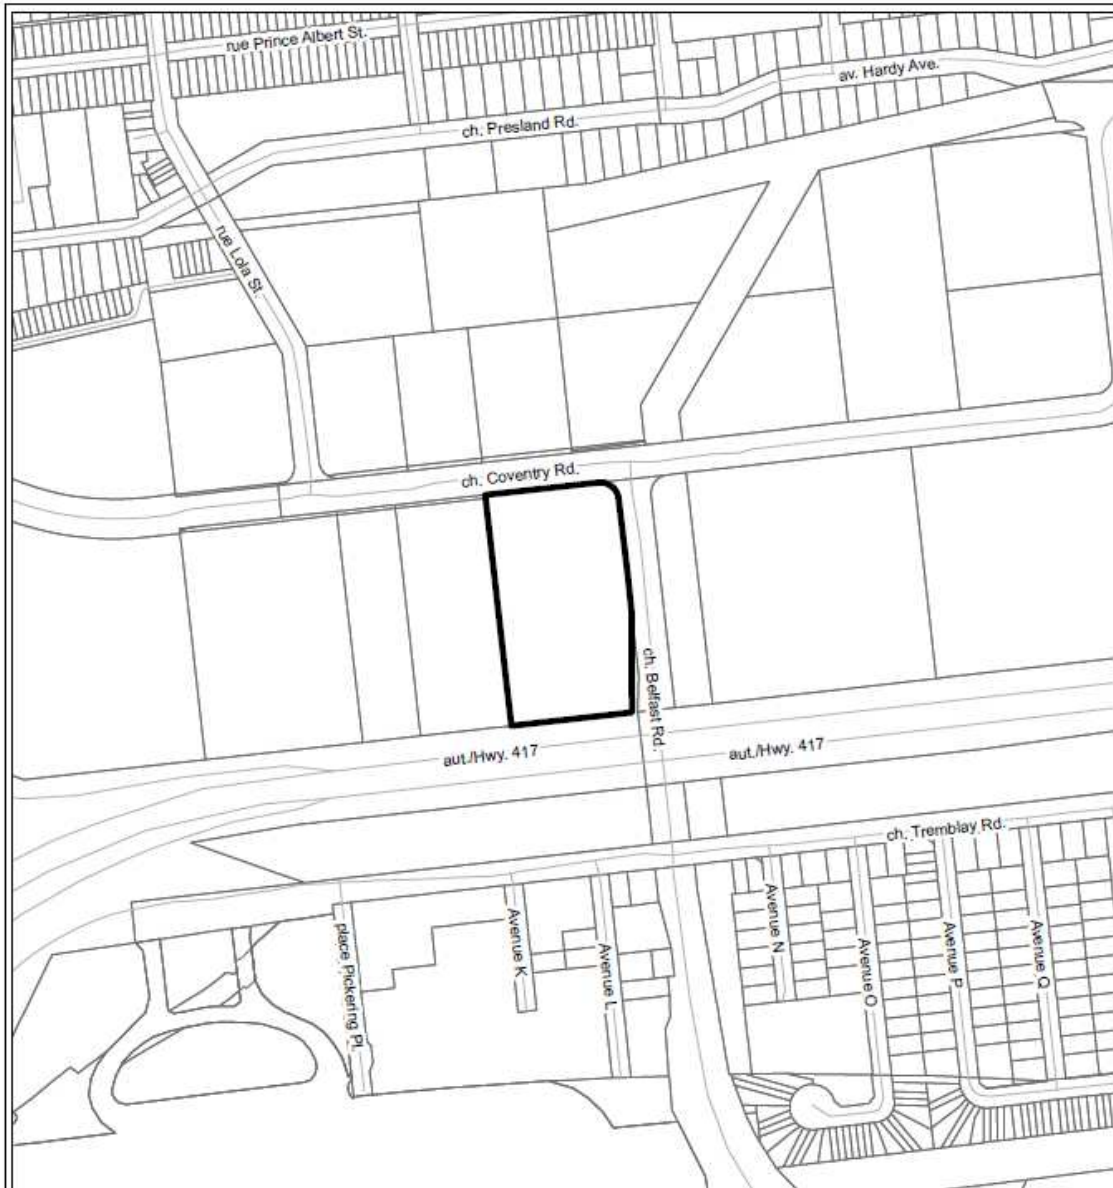 rue Prince Albert St.
av. Hardy Ave.
ch. Presland Rd.
rue Lola St.
ch. Coventry Rd.
ch. Belfast Rd.
aut./Hwy. 417
aut./Hwy. 417
ch. Tremblay Rd.
place Pickering Pl.
Avenue K
Avenue L
Avenue N
Avenue O
Avenue P
Avenue Q